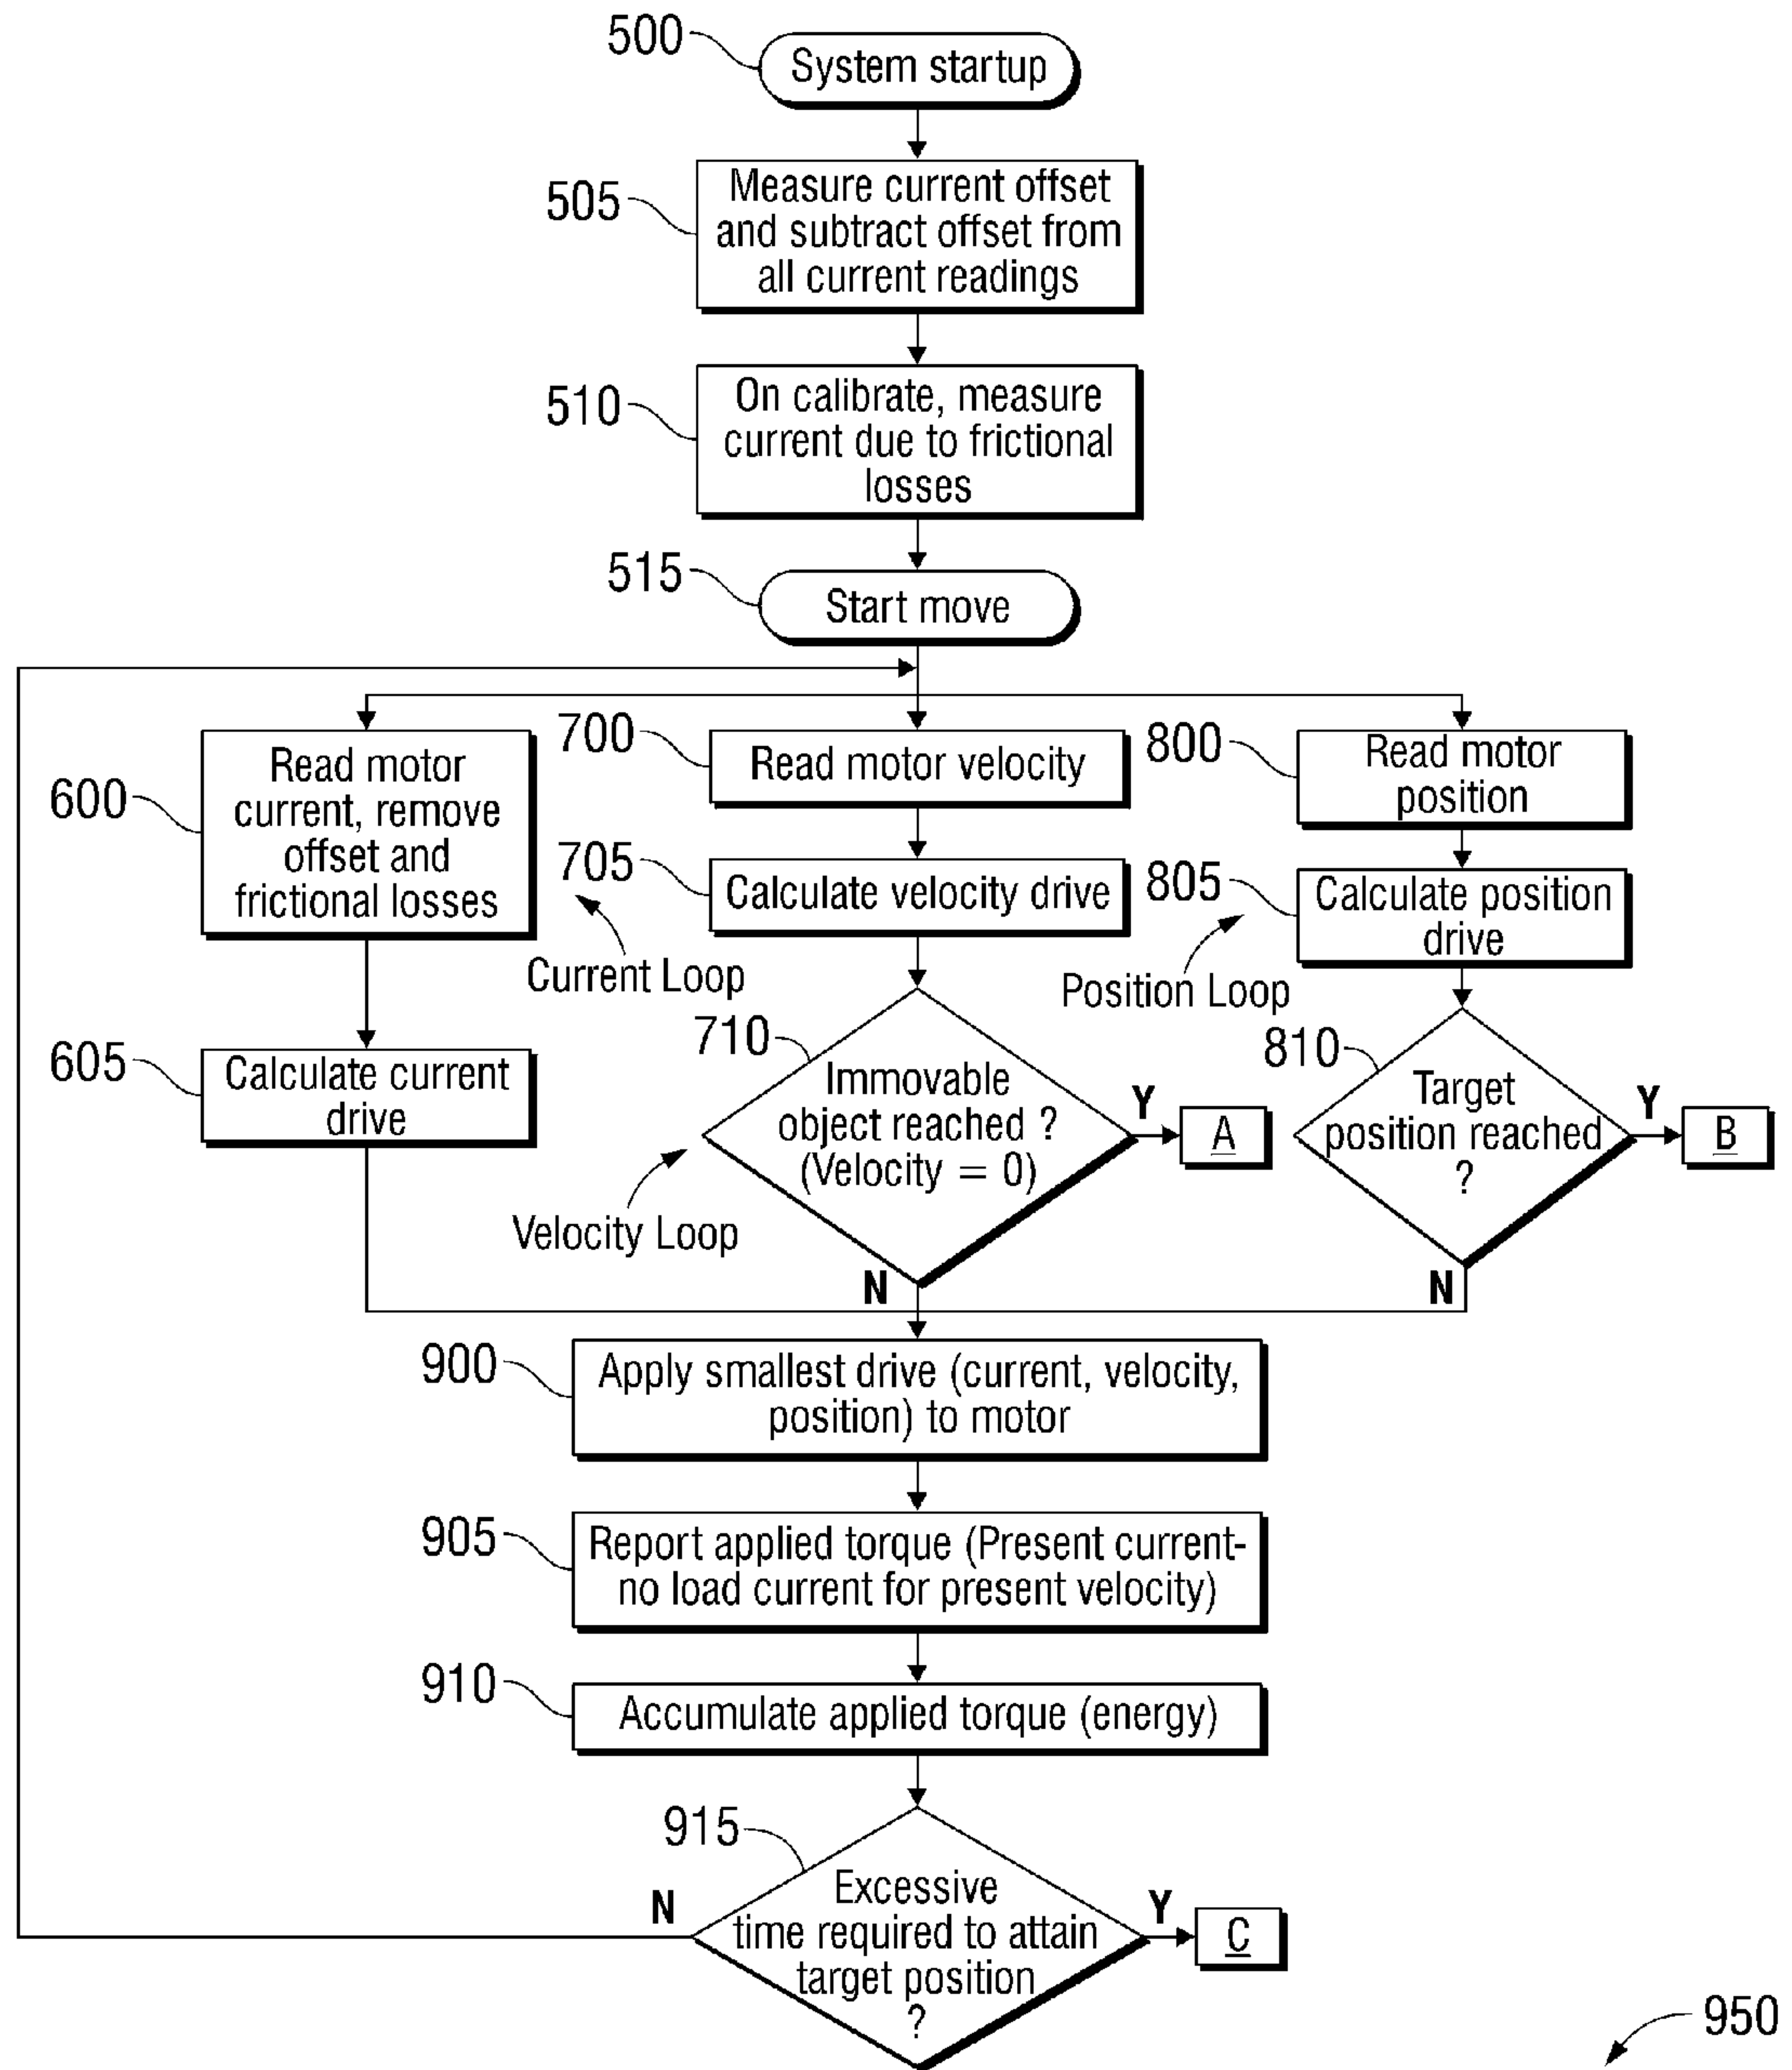 500
System startup
505
Measure current offset
and subtract offset from
all current readings
510
On calibrate, measure
current due to frictional
losses
515
Start move
600
Read motor
current, remove
offset and
frictional losses
Current Loop
605
Calculate current
drive
700
Read motor velocity
705
Calculate velocity drive
710
Immovable
object reached ?
(Velocity = 0)
Y
A
N
Velocity Loop
800
Read motor
position
805
Calculate position
drive
Position Loop
810
Target
position reached
?
Y
B
N
900
Apply smallest drive (current, velocity,
position) to motor
905
Report applied torque (Present current-
no load current for present velocity)
910
Accumulate applied torque (energy)
915
Excessive
time required to attain
target position
?
N
Y
C
950